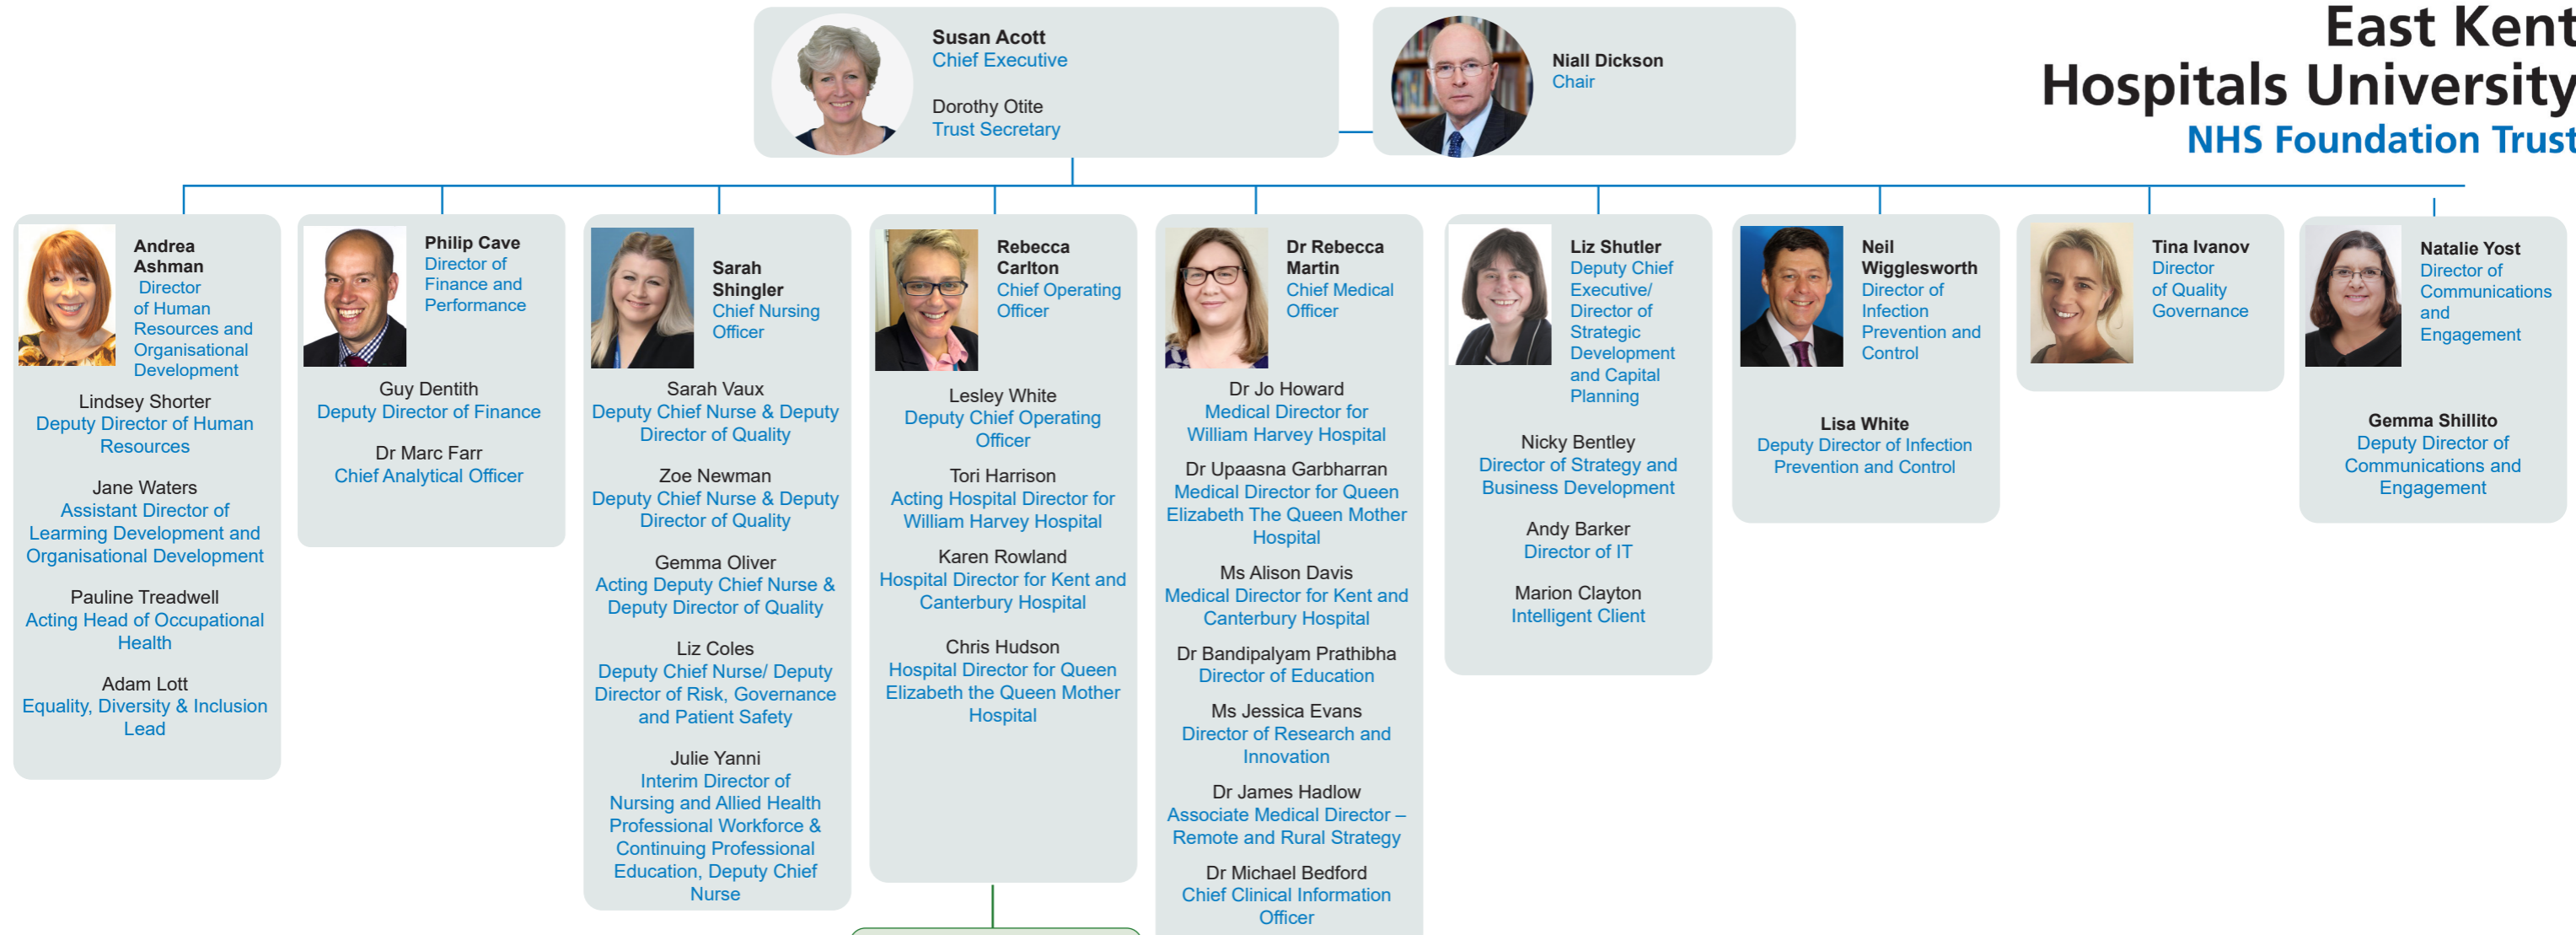 Susan Acott
Chief Executive
Dorothy Otite
Trust Secretary
Niall Dickson
Chair
East Kent
Hospitals University
NHS Foundation Trust
Andrea
Ashman
Director
of Human
Resources and
Organisational
Development
Lindsey Shorter
Deputy Director of Human
Resources
Jane Waters
Assistant Director of
Learming Development and
Organisational Development
Pauline Treadwell
Acting Head of Occupational
Health
Adam Lott
Equality, Diversity & Inclusion
Lead
Philip Cave
Director of
Finance and
Performance
Guy Dentith
Deputy Director of Finance
Dr Marc Farr
Chief Analytical Officer
Sarah
Shingler
Chief Nursing
Officer
Sarah Vaux
Deputy Chief Nurse & Deputy
Director of Quality
Zoe Newman
Deputy Chief Nurse & Deputy
Director of Quality
Gemma Oliver
Acting Deputy Chief Nurse &
Deputy Director of Quality
Liz Coles
Deputy Chief Nurse/ Deputy
Director of Risk, Governance
and Patient Safety
Julie Yanni
Interim Director of
Nursing and Allied Health
Professional Workforce &
Continuing Professional
Education, Deputy Chief
Nurse
Rebecca
Carlton
Chief Operating
Officer
Lesley White
Deputy Chief Operating
Officer
Tori Harrison
Acting Hospital Director for
William Harvey Hospital
Karen Rowland
Hospital Director for Kent and
Canterbury Hospital
Chris Hudson
Hospital Director for Queen
Elizabeth the Queen Mother
Hospital
Dr Rebecca
Martin
Chief Medical
Officer
Dr Jo Howard
Medical Director for
William Harvey Hospital
Dr Upaasna Garbharran
Medical Director for Queen
Elizabeth The Queen Mother
Hospital
Ms Alison Davis
Medical Director for Kent and
Canterbury Hospital
Dr Bandipalyam Prathibha
Director of Education
Ms Jessica Evans
Director of Research and
Innovation
Dr James Hadlow
Associate Medical Director –
Remote and Rural Strategy
Dr Michael Bedford
Chief Clinical Information
Officer
Liz Shutler
Deputy Chief
Executive/
Director of
Strategic
Development
and Capital
Planning
Nicky Bentley
Director of Strategy and
Business Development
Andy Barker
Director of IT
Marion Clayton
Intelligent Client
Neil
Wigglesworth
Director of
Infection
Prevention and
Control
Lisa White
Deputy Director of Infection
Prevention and Control
Tina Ivanov
Director
of Quality
Governance
Natalie Yost
Director of
Communications
and
Engagement
Gemma Shillito
Deputy Director of
Communications and
Engagement